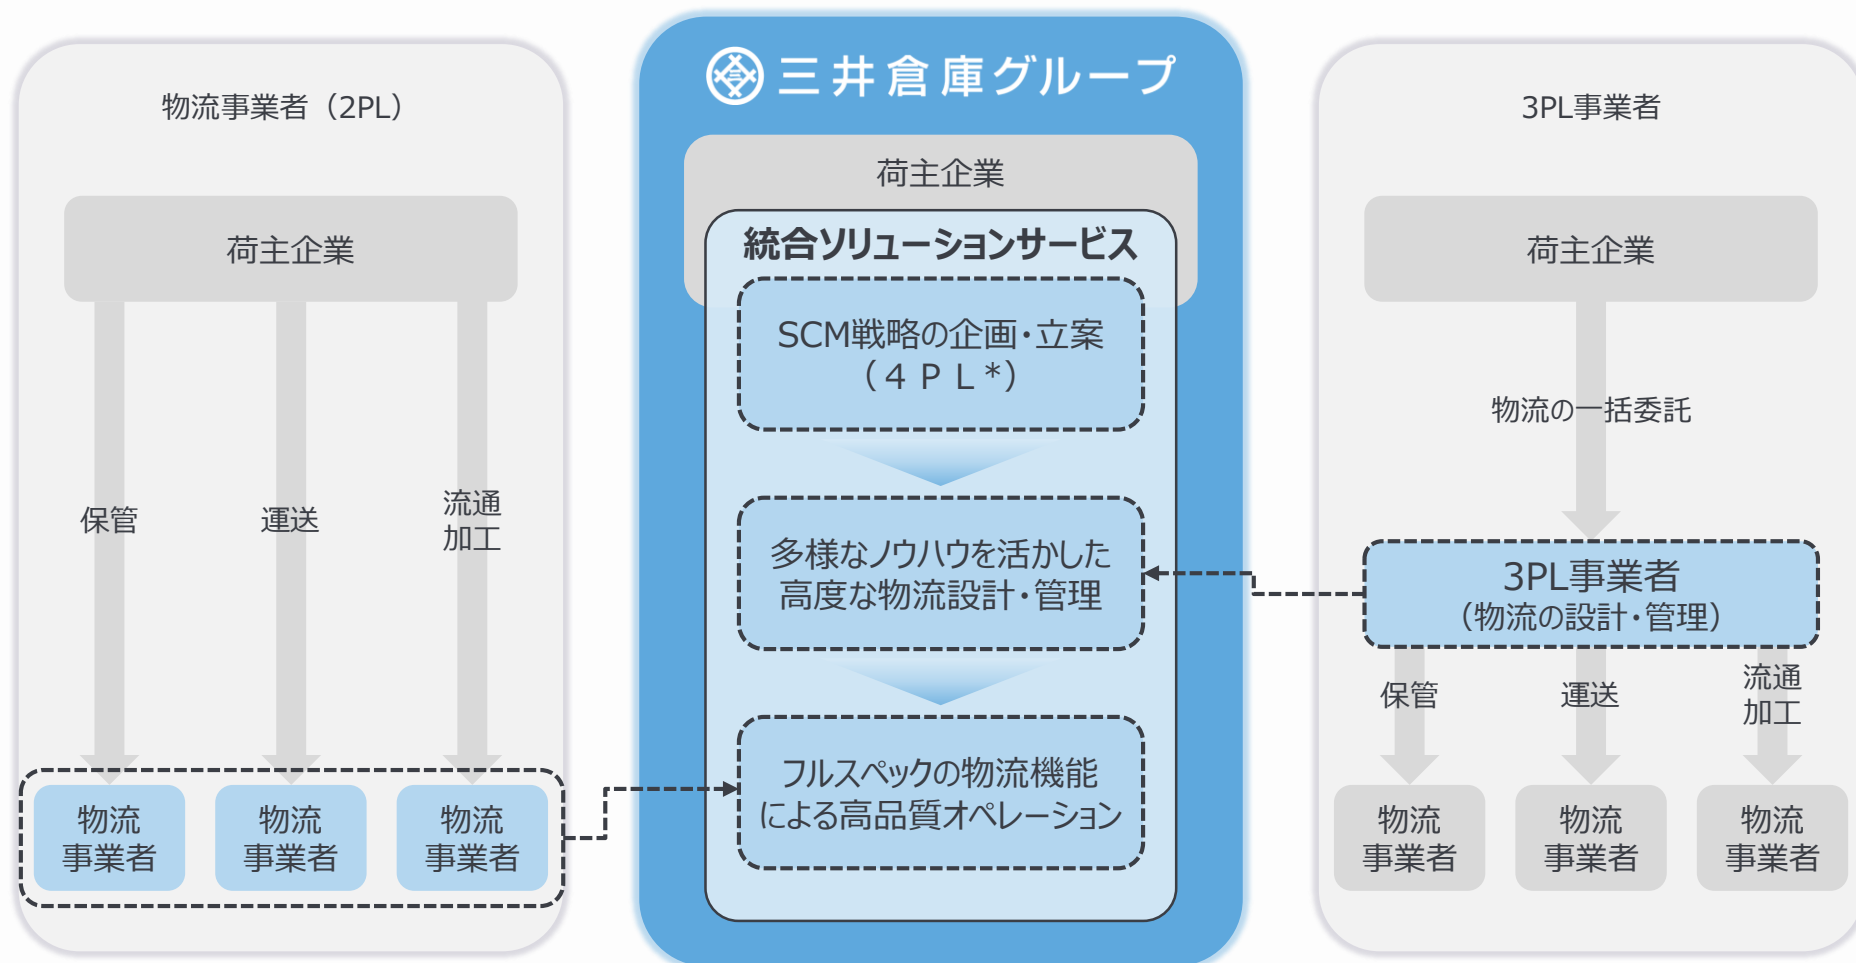 物流事業者（2PL）
荷主企業
保管
運送
流通
加工
物流
事業者
物流
事業者
物流
事業者
三井倉庫グループ
荷主企業
統合ソリューションサービス
SCM戦略の企画・立案
（４ＰＬ*）
多様なノウハウを活かした
高度な物流設計・管理
フルスペックの物流機能
による高品質オペレーション
3PL事業者
荷主企業
物流の一括委託
3PL事業者
（物流の設計・管理）
保管
運送
流通
加工
物流
事業者
物流
事業者
物流
事業者